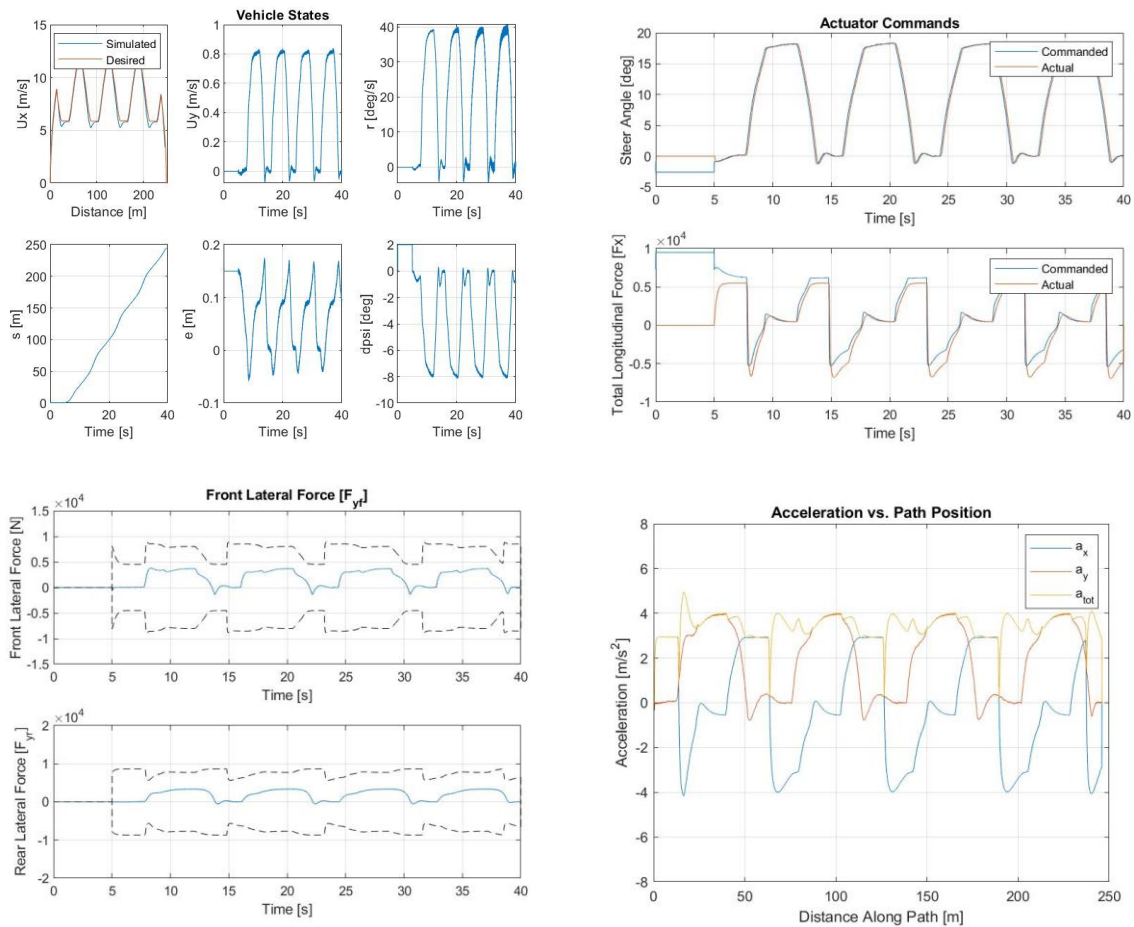 Vehicle States
15
10
5
0
Ux [m/s]
Simulated
Desired
0 100 200
Distance [m]
1
0.8
0.6
0.4
0.2
0
Uy [m/s]
0 20 40
Time [s]
40
30
20
10
0
r [deg/s]
0 20 40
Time [s]
250
200
150
100
50
0
s [m]
0 20 40
Time [s]
0.2
0.1
0
-0.1
e [m]
0 20 40
Time [s]
2
0
-2
-4
-6
-8
-10
dpsi [deg]
0 20 40
Time [s]
Actuator Commands
20
15
10
5
0
-5
Steer Angle [deg]
Commanded
Actual
0 5 10 15 20 25 30 35 40
Time [s]
×10⁴
1
0.5
0
-0.5
-1
Total Longitudinal Force [Fx]
Commanded
Actual
0 5 10 15 20 25 30 35 40
Time [s]
Front Lateral Force [F_yf]
×10⁴
1.5
1
0.5
0
-0.5
-1
-1.5
Front Lateral Force [N]
0 5 10 15 20 25 30 35 40
Time [s]
×10⁴
2
1
0
-1
-2
Rear Lateral Force [F_yr]
0 5 10 15 20 25 30 35 40
Time [s]
Acceleration vs. Path Position
8
6
4
2
0
-2
-4
-6
-8
Acceleration [m/s²]
a_x
a_y
a_tot
0 50 100 150 200 250
Distance Along Path [m]